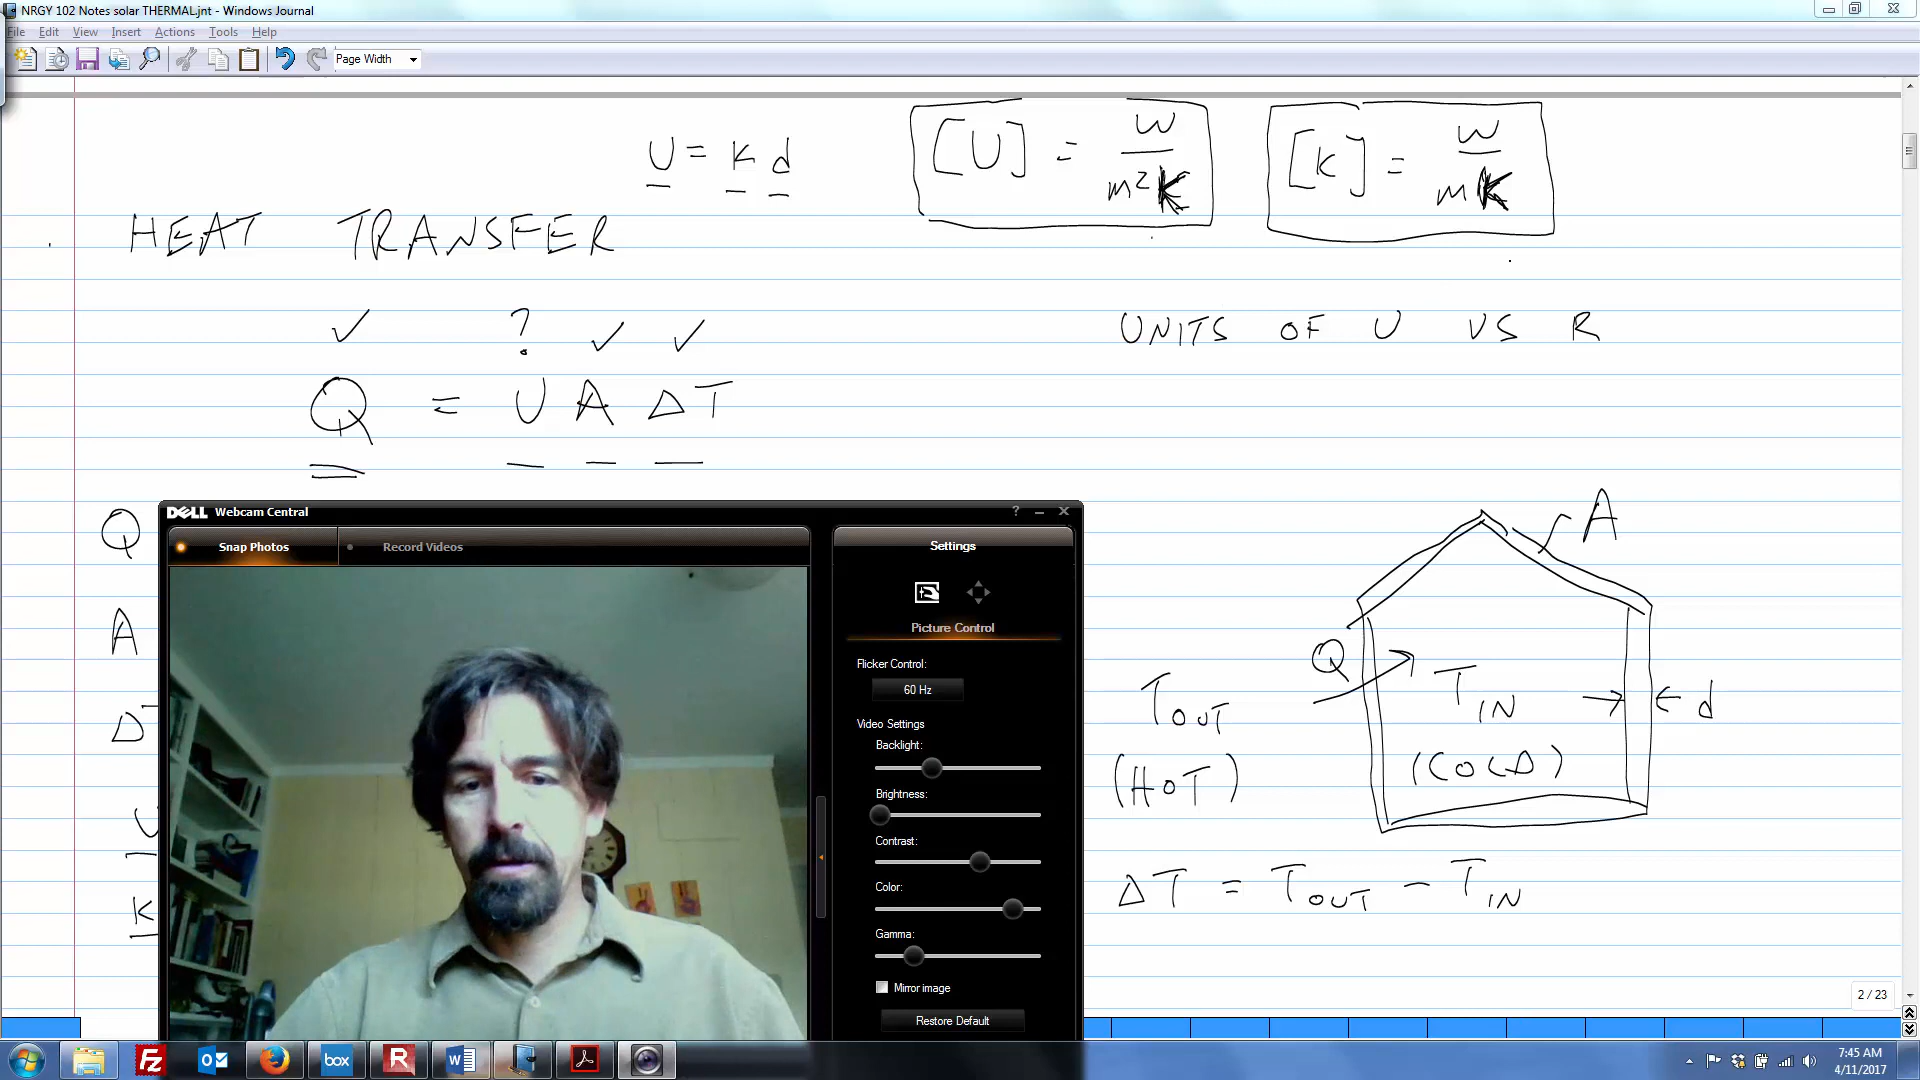 NRGY 102 Notes solar THERMAL.jnt - Windows Journal
File Edit View Insert Actions Tools Help
Page Width
U = K d
[U] = W / m²K
[K] = W / mK
HEAT TRANSFER
✓ ? ✓ ✓
UNITS OF U VS R
Q = U A ΔT
Q
A
ΔT
U
K
DELL Webcam Central
Snap Photos Record Videos
Settings
Picture Control
Flicker Control:
60 Hz
Video Settings
Backlight:
Brightness:
Contrast:
Color:
Gamma:
Mirror image
Restore Default
A
Q
T OUT
(HOT)
T IN
(COLD)
d
ΔT = T OUT - T IN
2 / 23
Fz
box
R
W
7:45 AM
4/11/2017